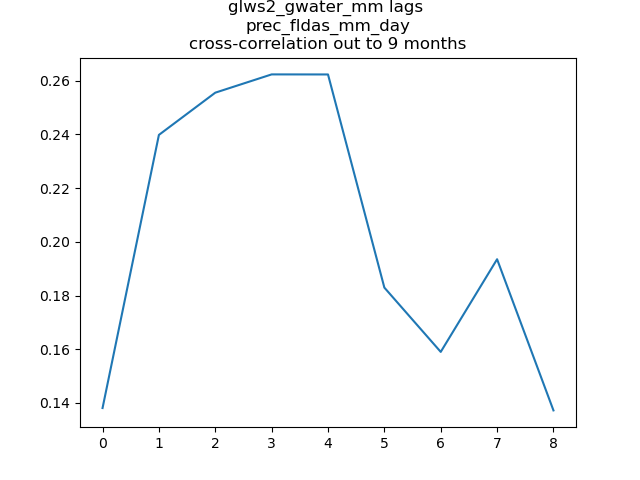 glws2_gwater_mm lags
prec_fldas_mm_day
cross-correlation out to 9 months
0.26
0.24
0.22
0.20
0.18
0.16
0.14
0 1 2 3 4 5 6 7 8